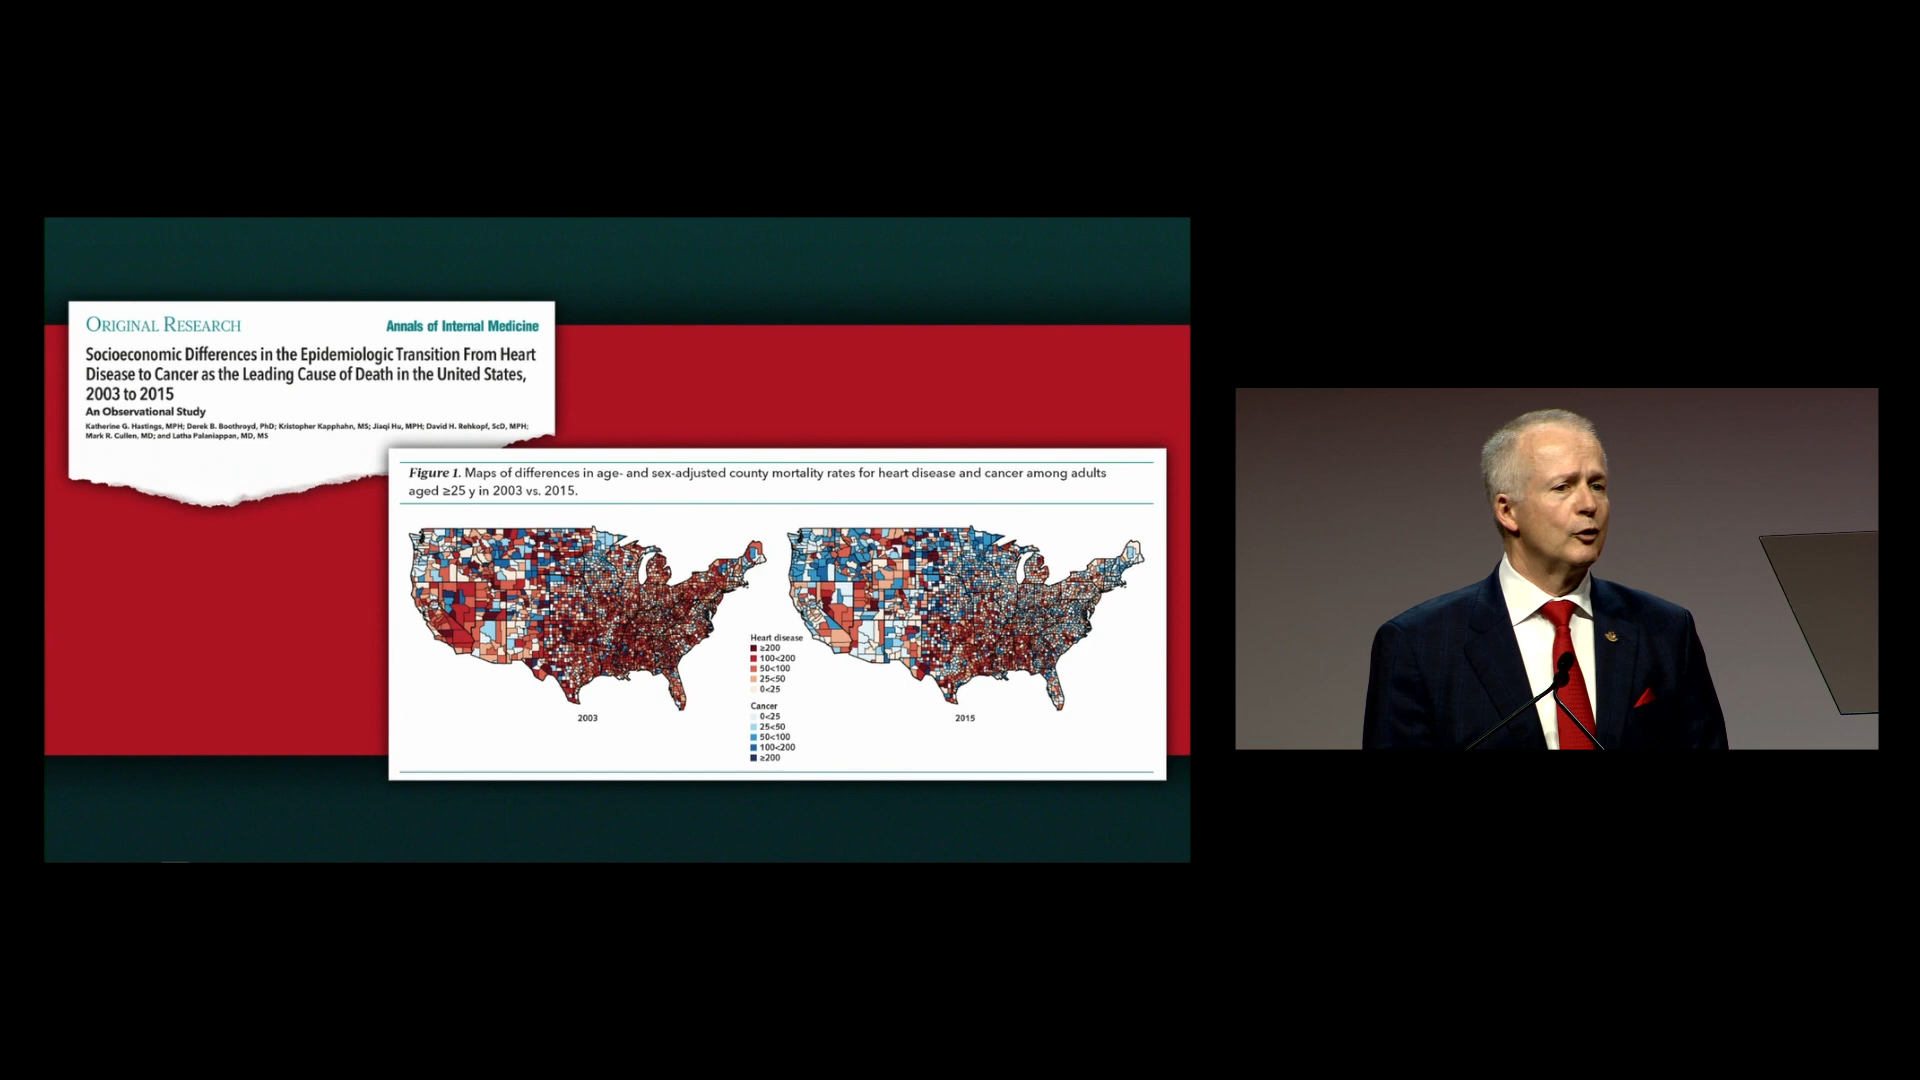 ORIGINAL RESEARCH
Annals of Internal Medicine
Socioeconomic Differences in the Epidemiologic Transition From Heart
Disease to Cancer as the Leading Cause of Death in the United States,
2003 to 2015
An Observational Study
Katherine G. Hastings, MPH; Derek B. Boothroyd, PhD; Kristopher Kapphahn, MS; Jiaqi Hu, MPH; David H. Rehkopf, ScD, MPH;
Mark R. Cullen, MD; and Latha Palaniappan, MD, MS
Figure 1. Maps of differences in age- and sex-adjusted county mortality rates for heart disease and cancer among adults
aged ≥25 y in 2003 vs. 2015.
Heart disease
≥200
100<200
50<100
25<50
0<25
Cancer
0<25
25<50
50<100
100<200
≥200
2003
2015